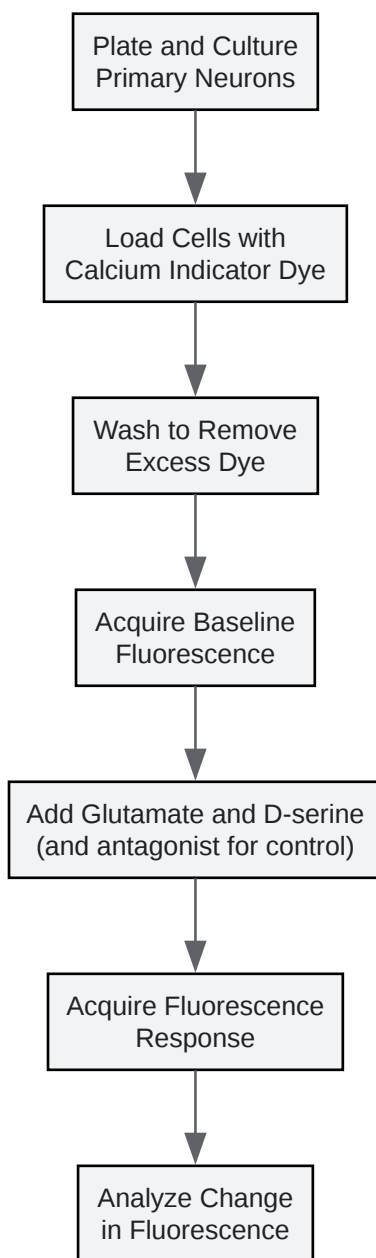 Plate and Culture
Primary Neurons
Load Cells with
Calcium Indicator Dye
Wash to Remove
Excess Dye
Acquire Baseline
Fluorescence
Add Glutamate and D-serine
(and antagonist for control)
Acquire Fluorescence
Response
Analyze Change
in Fluorescence